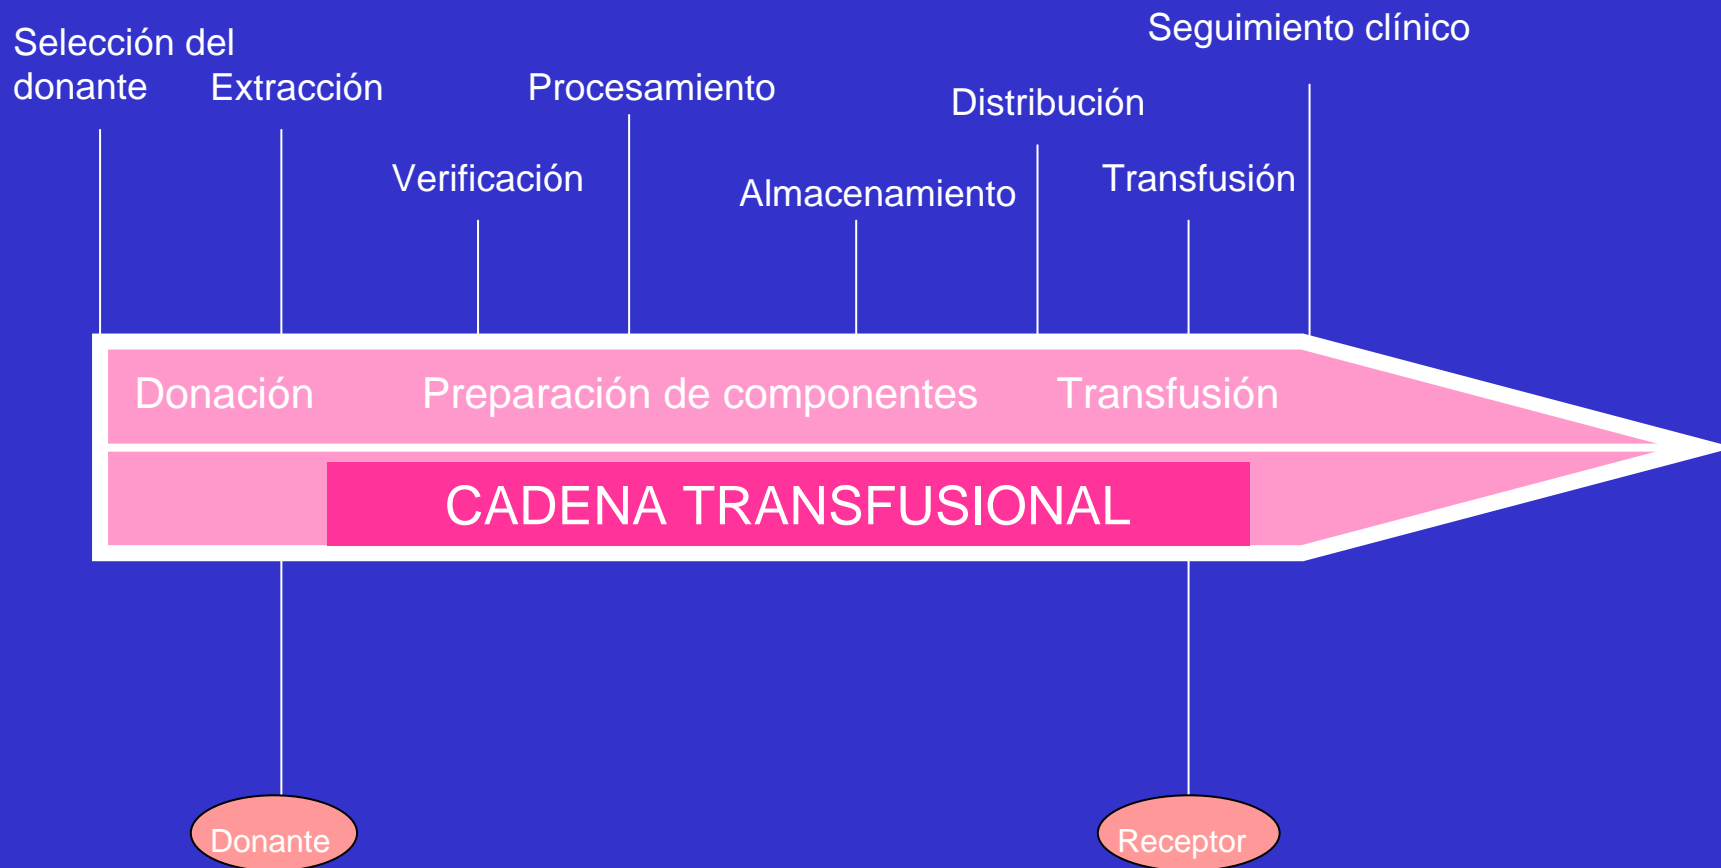 Selección del
donante
Extracción
Verificación
Procesamiento
Almacenamiento
Distribución
Transfusión
Seguimiento clínico
Donación
Preparación de componentes
Transfusión
CADENA TRANSFUSIONAL
Donante
Receptor